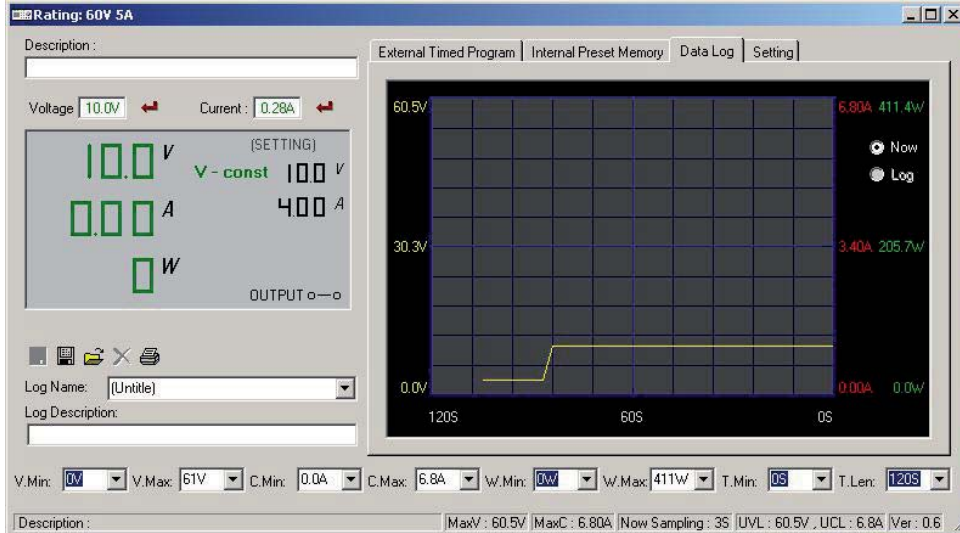 Rating: 60V 5A
Description :
Voltage 10.0V Current : 0.28A
10.0 V
0.00 A
0 W
(SETTING)
V - const 10.0 V
4.00 A
OUTPUT o—o
Log Name: (Untitle)
Log Description:
External Timed Program Internal Preset Memory Data Log Setting
60.5V 6.80A 411.4W
Now
Log
30.3V 3.40A 205.7W
0.0V 0.00A 0.0W
120S 60S 0S
V.Min: 0V V.Max: 61V C.Min: 0.0A C.Max: 6.8A W.Min: 0W W.Max: 411W T.Min: 0S T.Len: 120S
Description : MaxV : 60.5V MaxC : 6.80A Now Sampling : 3S UVL : 60.5V , UCL : 6.8A Ver : 0.6